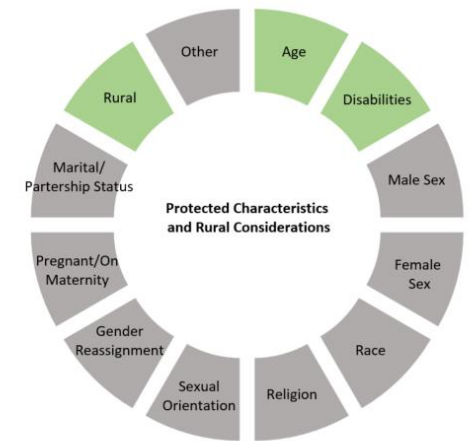 Other
Age
Rural
Disabilities
Marital/
Partership Status
Male Sex
Protected Characteristics
and Rural Considerations
Pregnant/On
Maternity
Female
Sex
Gender
Reassignment
Race
Sexual
Orientation
Religion